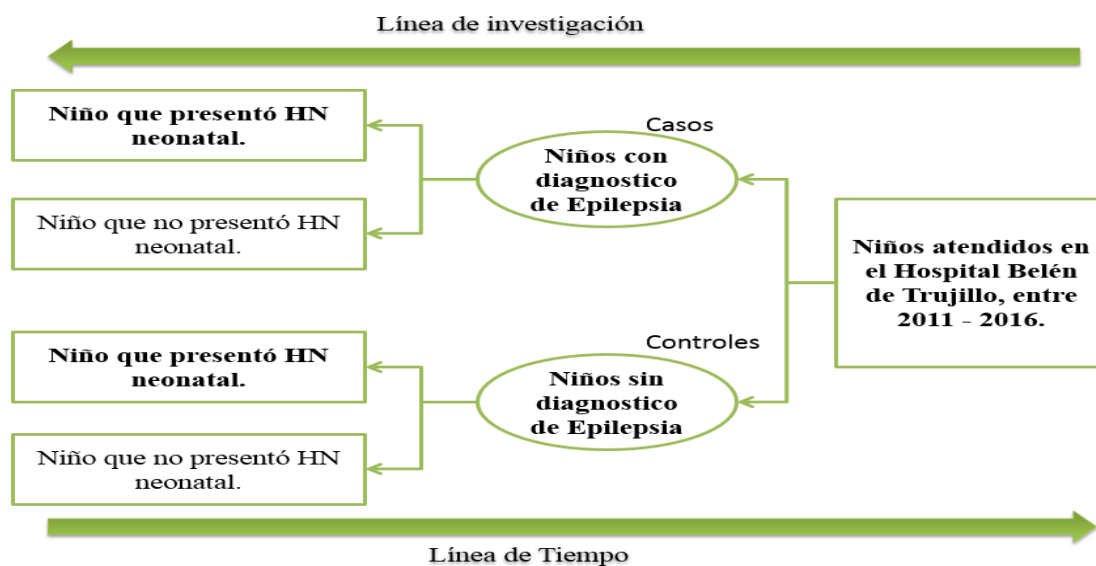 Línea de investigación
Niño que presentó HN
neonatal.
Niño que no presentó HN
neonatal.
Casos
Niños con
diagnostico
de Epilepsia
Niños atendidos en
el Hospital Belén
de Trujillo, entre
2011 - 2016.
Niño que presentó HN
neonatal.
Niño que no presentó HN
neonatal.
Controles
Niños sin
diagnostico
de Epilepsia
Línea de Tiempo